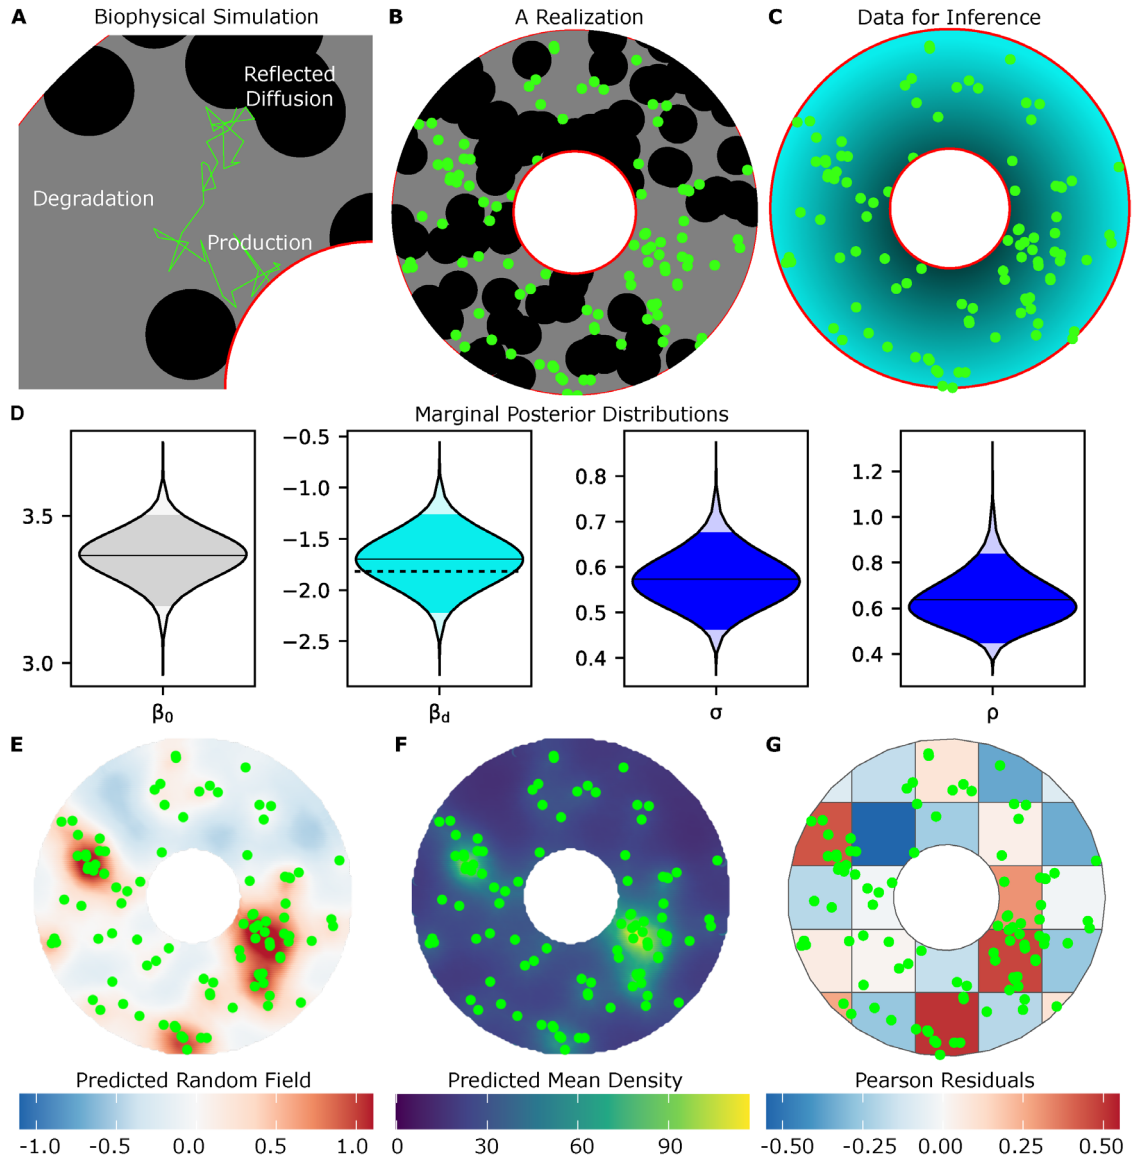 A Biophysical Simulation
B A Realization
C Data for Inference
Reflected
Diffusion
Degradation
Production
D Marginal Posterior Distributions
3.5
3.0
β₀
−0.5
−1.0
−1.5
−2.0
−2.5
βd
0.8
0.7
0.6
0.5
0.4
σ
1.2
1.0
0.8
0.6
0.4
ρ
E
F
G
Predicted Random Field
-1.0 -0.5 0.0 0.5 1.0
Predicted Mean Density
0 30 60 90
Pearson Residuals
-0.50 -0.25 0.00 0.25 0.50